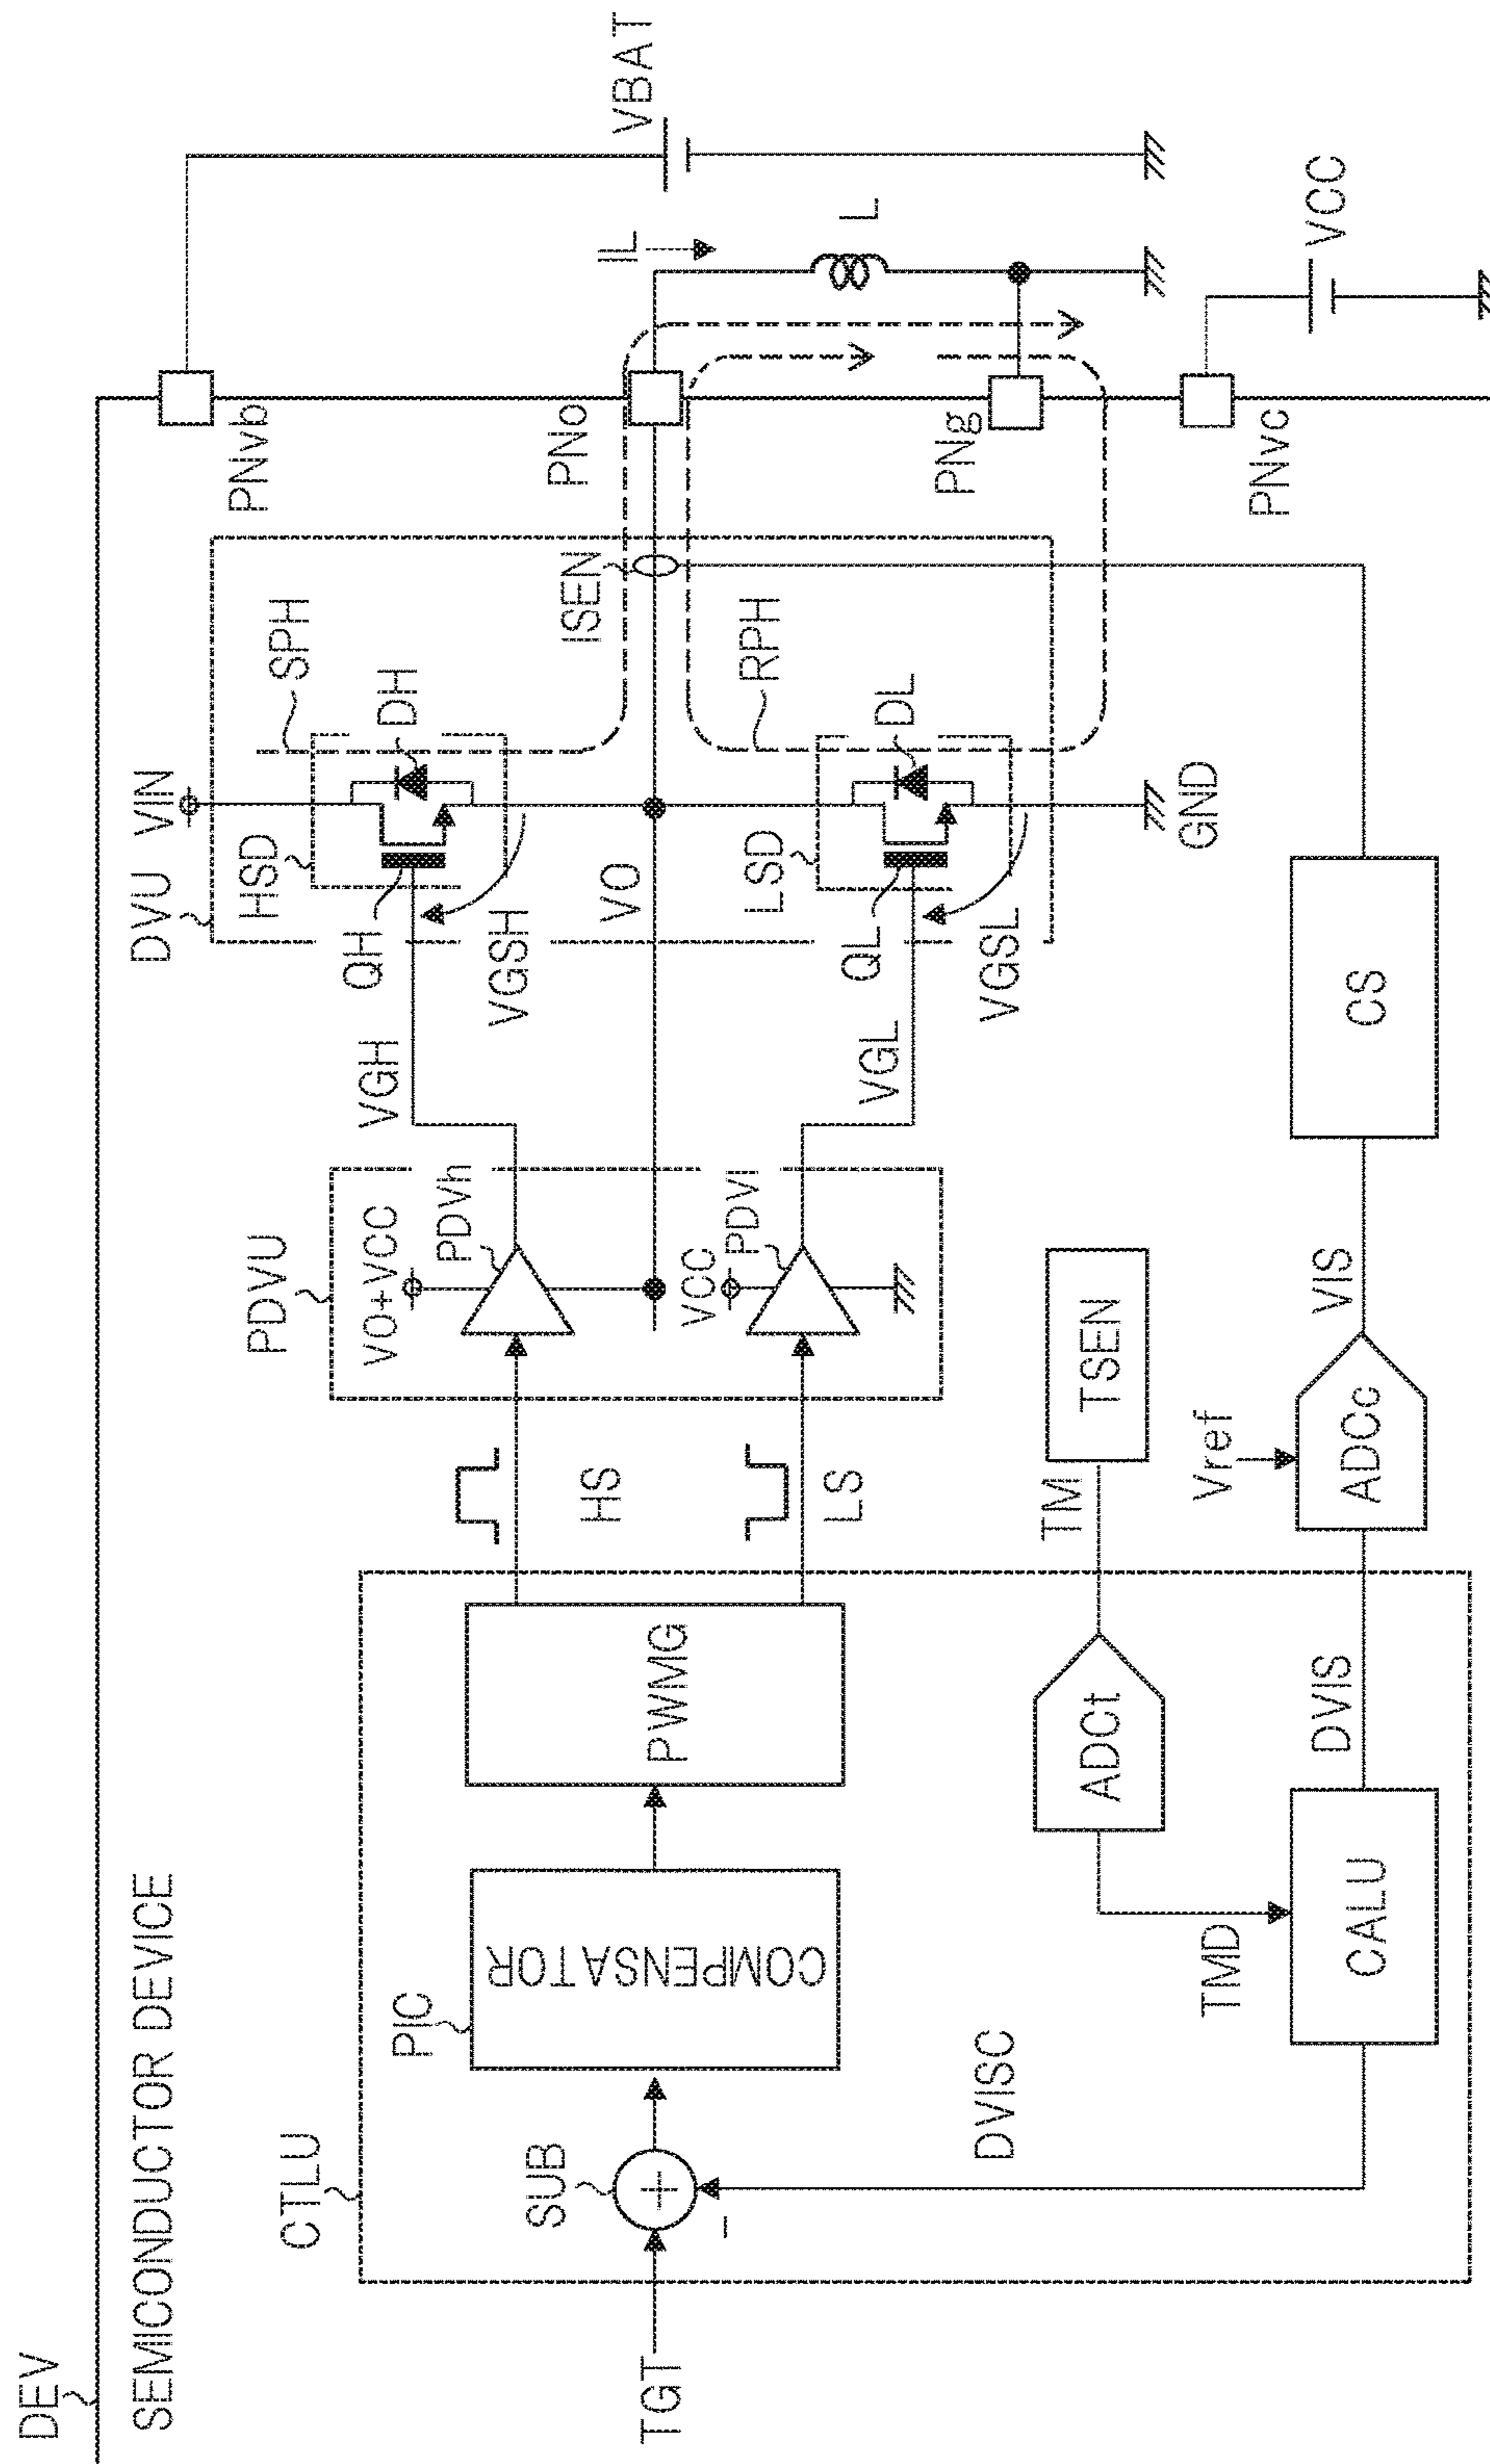 DEV
SEMICONDUCTOR DEVICE
TGT
CTLU
SUB
-
PIC
COMPENSATOR
PWMG
DVISC
TMD
CALU
ADCt
DVIS
HS
LS
TM
TSEN
Vref
ADCc
VIS
CS
PDVU
VO+VCC
PDVh
VCC
PDVl
VGH
VGL
DVU
VIN
HSD
QH
VGSH
DH
SPH
VO
ISEN
LSD
QL
VGSL
DL
RPH
GND
PNvb
PNo
PNg
PNvc
IL
L
VBAT
VCC